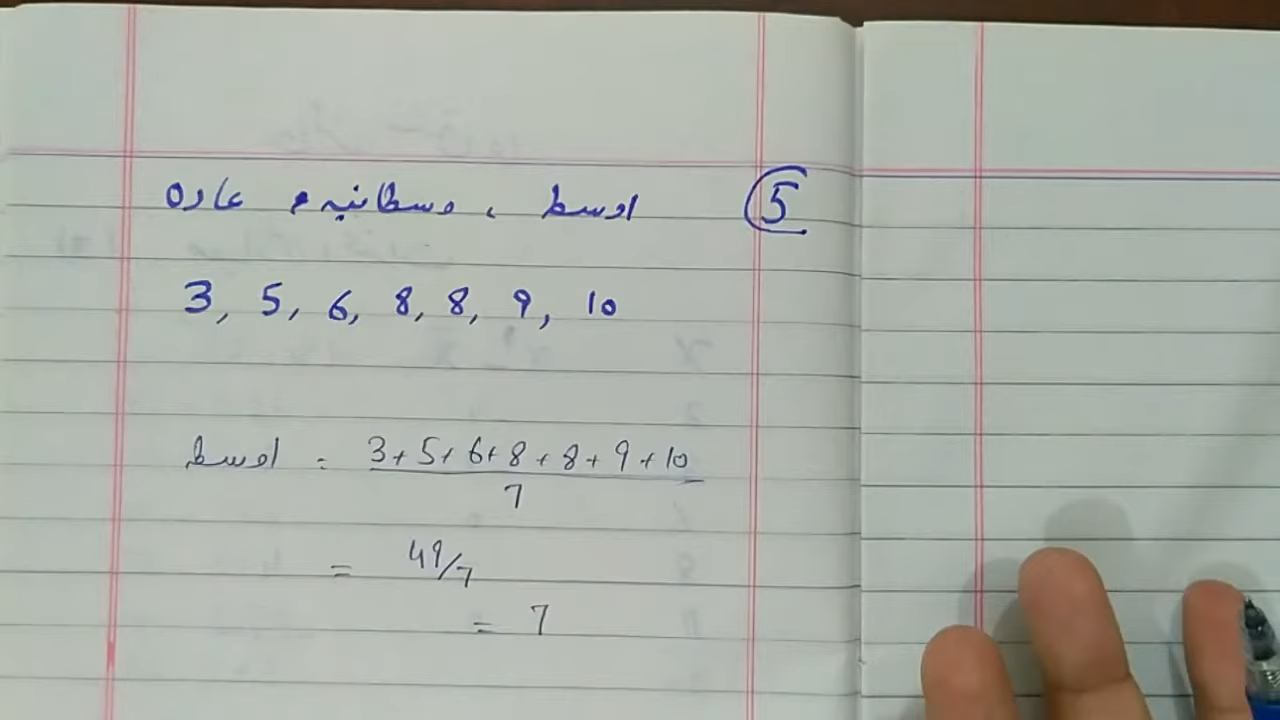 ⑤ اوسط ، وسطانیہ ، عادہ
3, 5, 6, 8, 8, 9, 10
اوسط = 3+5+6+8+8+9+10 / 7
= 49/7
= 7